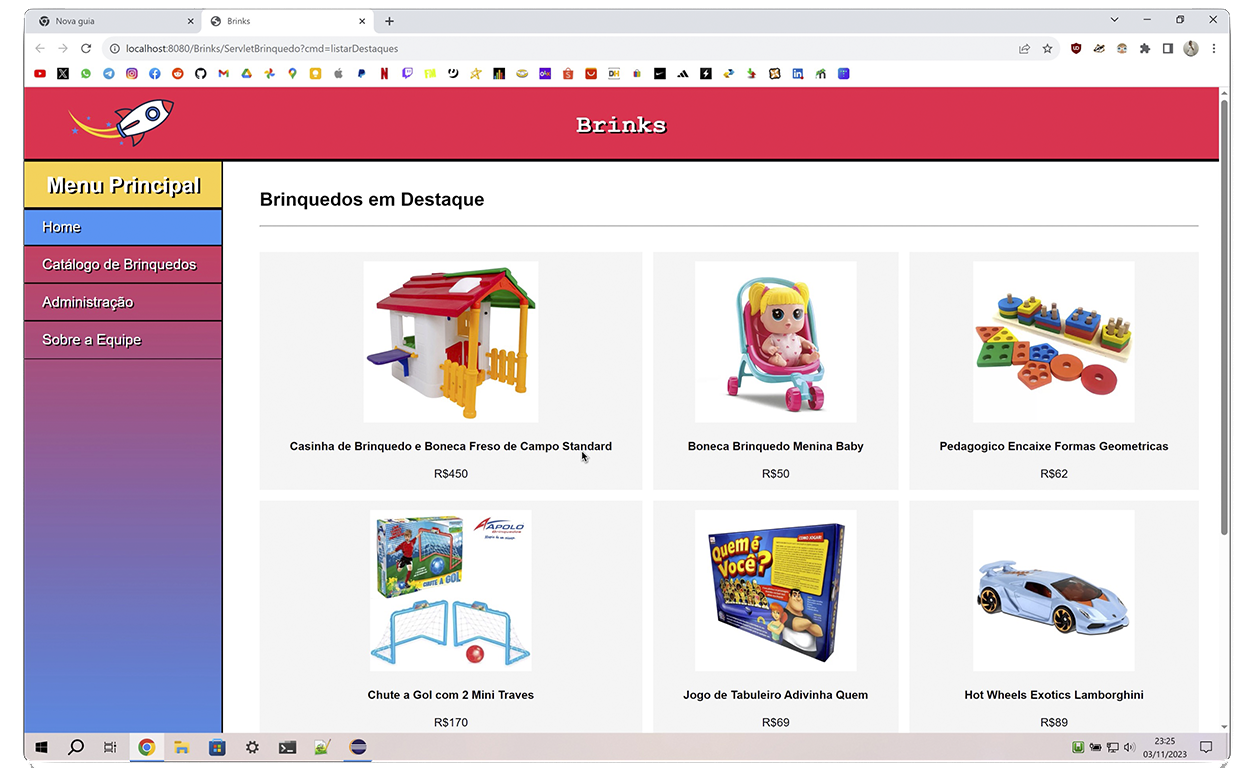 Nova guia
Brinks
localhost:8080/Brinks/ServletBrinquedo?cmd=listarDestaques
Brinks
Menu Principal
Home
Catálogo de Brinquedos
Administração
Sobre a Equipe
Brinquedos em Destaque
Casinha de Brinquedo e Boneca Freso de Campo Standard
R$450
Boneca Brinquedo Menina Baby
R$50
Pedagogico Encaixe Formas Geometricas
R$62
APOLO
CHUTE A GOL
Quem é
Você?
COMO JOGAR
Chute a Gol com 2 Mini Traves
R$170
Jogo de Tabuleiro Adivinha Quem
R$69
Hot Wheels Exotics Lamborghini
R$89
23:25
03/11/2023